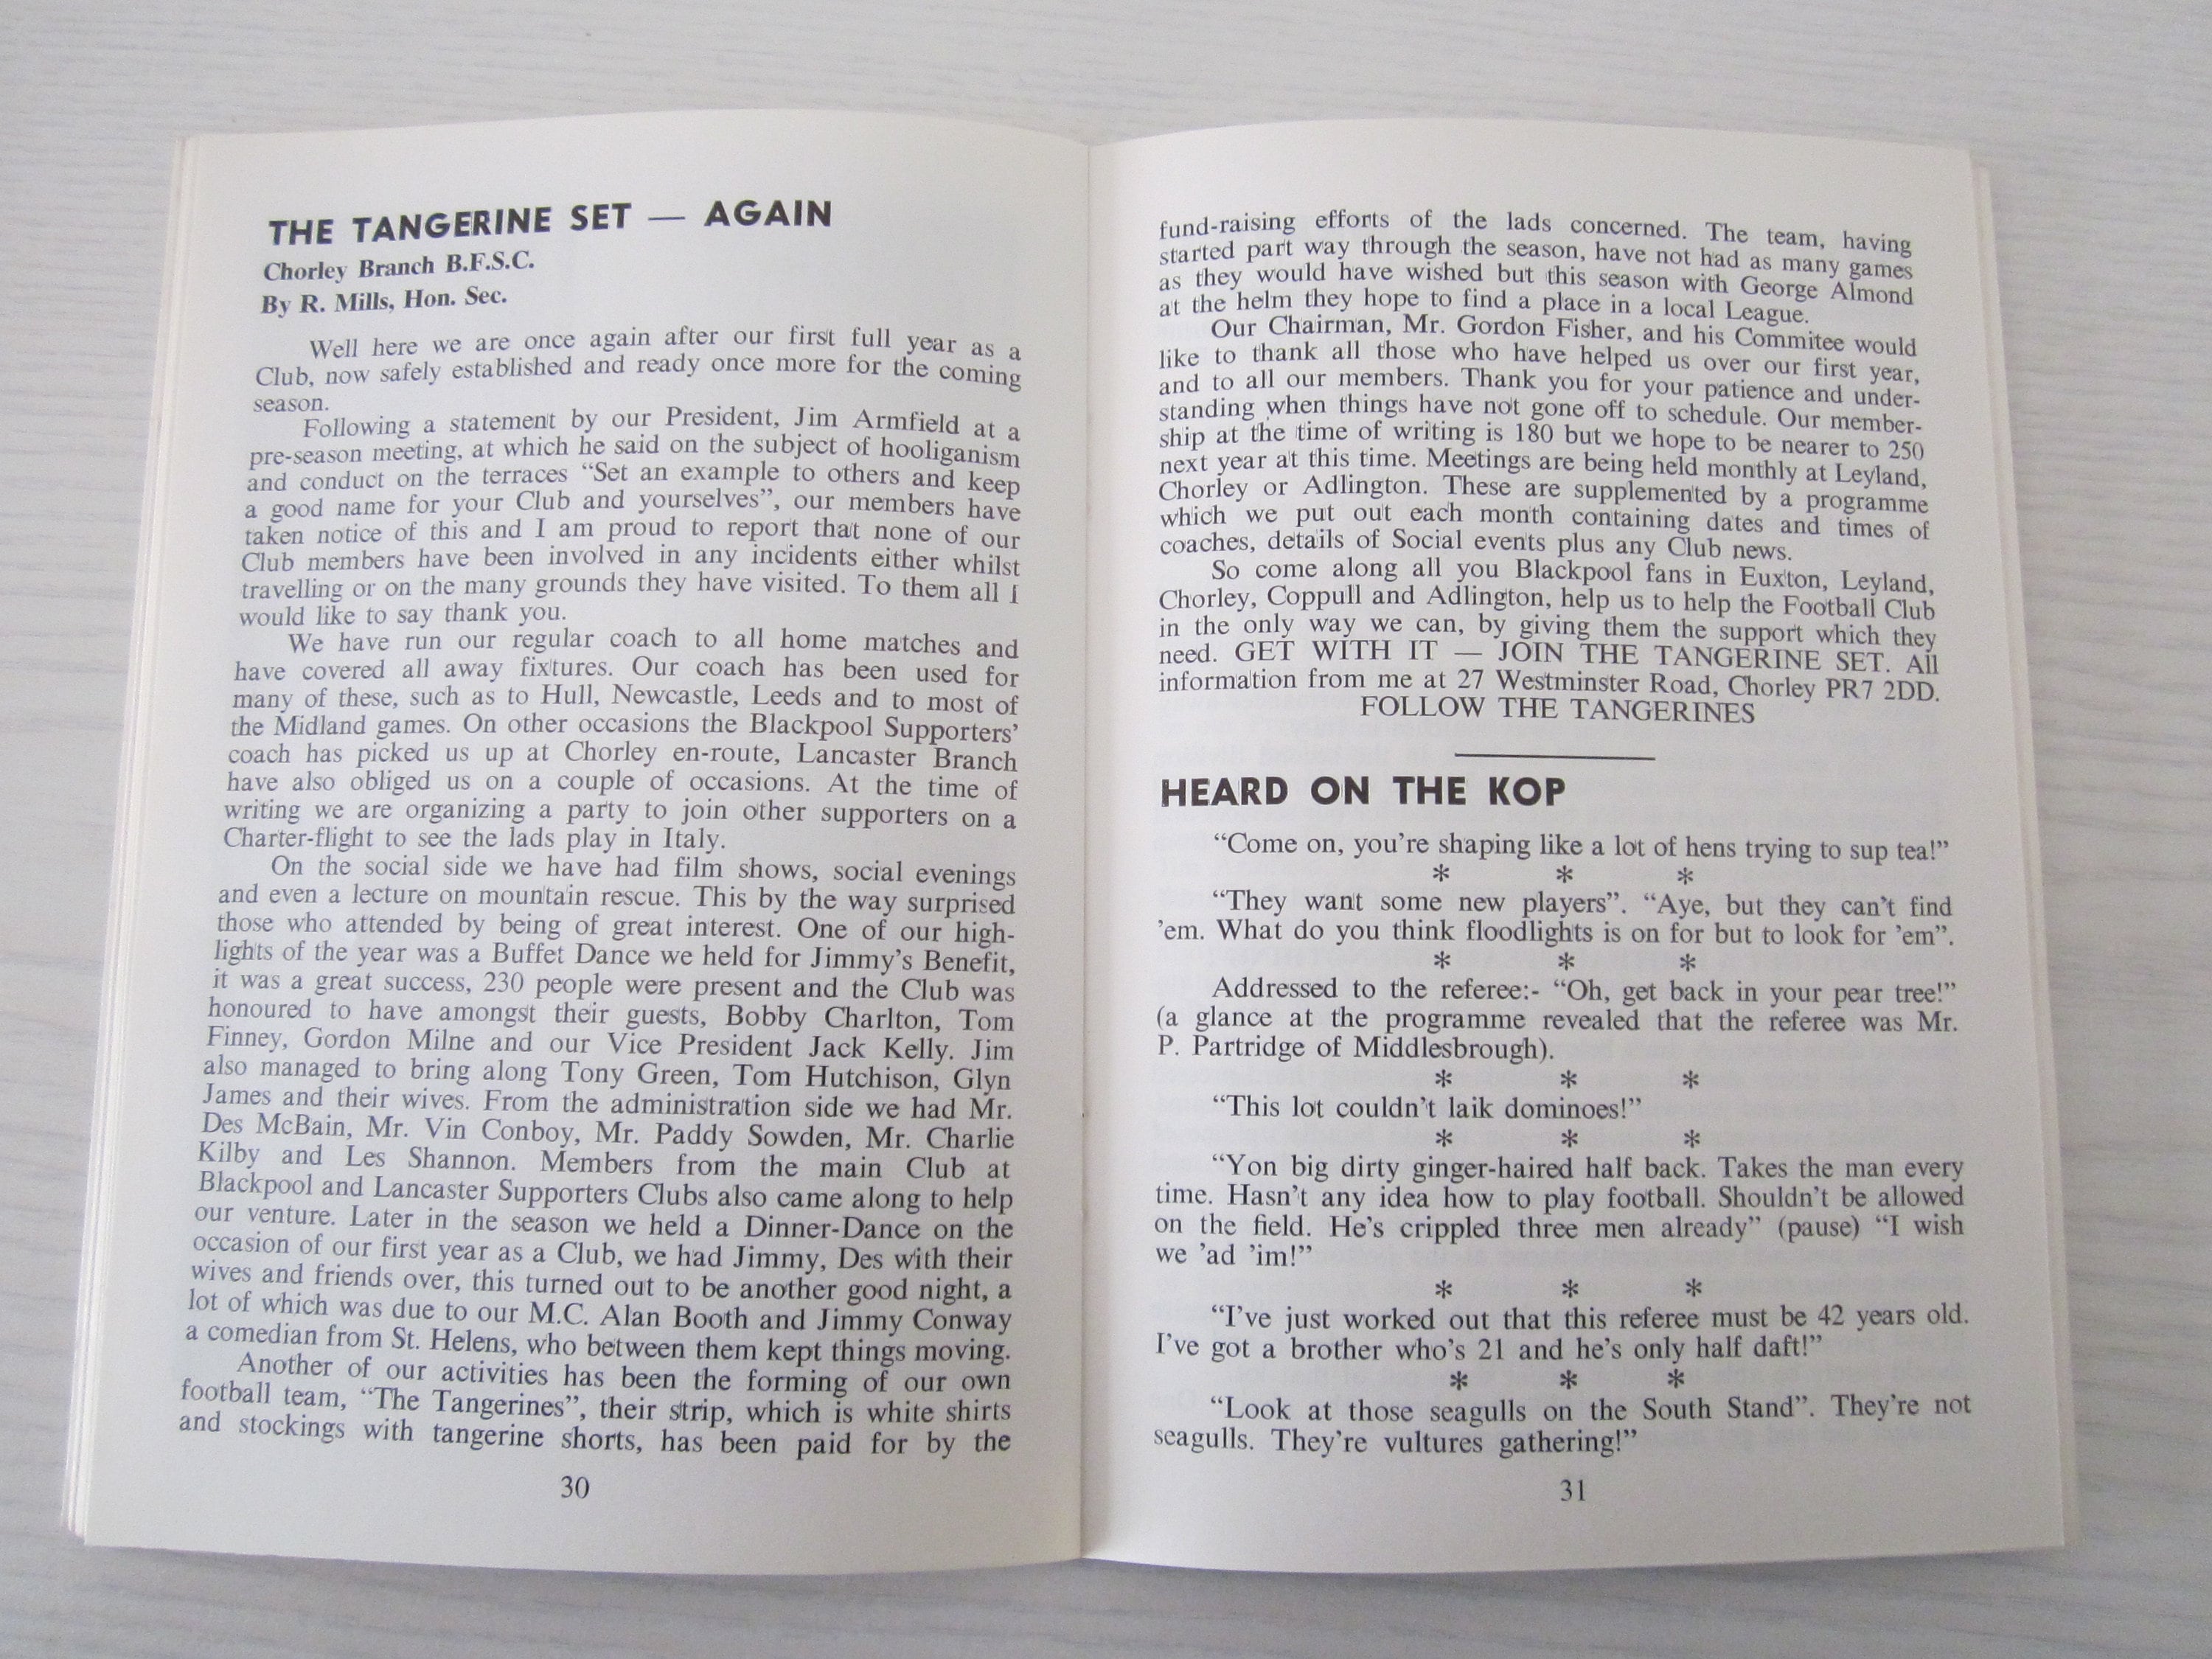 THE TANGERINE SET — AGAIN
Chorley Branch B.F.S.C.
By R. Mills, Hon. Sec.
Well here we are once again after our first full year as a
Club, now safely established and ready once more for the coming
season.
Following a statement by our President, Jim Armfield at a
pre-season meeting, at which he said on the subject of hooliganism
and conduct on the terraces “Set an example to others and keep
a good name for your Club and yourselves”, our members have
taken notice of this and I am proud to report that none of our
Club members have been involved in any incidents either whilst
travelling or on the many grounds they have visited. To them all I
would like to say thank you.
We have run our regular coach to all home matches and
have covered all away fixtures. Our coach has been used for
many of these, such as to Hull, Newcastle, Leeds and to most of
the Midland games. On other occasions the Blackpool Supporters’
coach has picked us up at Chorley en-route, Lancaster Branch
have also obliged us on a couple of occasions. At the time of
writing we are organizing a party to join other supporters on a
Charter-flight to see the lads play in Italy.
On the social side we have had film shows, social evenings
and even a lecture on mountain rescue. This by the way surprised
those who attended by being of great interest. One of our high-
lights of the year was a Buffet Dance we held for Jimmy’s Benefit,
it was a great success, 230 people were present and the Club was
honoured to have amongst their guests, Bobby Charlton, Tom
Finney, Gordon Milne and our Vice President Jack Kelly. Jim
also managed to bring along Tony Green, Tom Hutchison, Glyn
James and their wives. From the administration side we had Mr.
Des McBain, Mr. Vin Conboy, Mr. Paddy Sowden, Mr. Charlie
Kilby and Les Shannon. Members from the main Club at
Blackpool and Lancaster Supporters Clubs also came along to help
our venture. Later in the season we held a Dinner-Dance on the
occasion of our first year as a Club, we had Jimmy, Des with their
wives and friends over, this turned out to be another good night, a
lot of which was due to our M.C. Alan Booth and Jimmy Conway
a comedian from St. Helens, who between them kept things moving.
Another of our activities has been the forming of our own
football team, “The Tangerines”, their strip, which is white shirts
and stockings with tangerine shorts, has been paid for by the
30
fund-raising efforts of the lads concerned. The team, having
started part way through the season, have not had as many games
as they would have wished but this season with George Almond
at the helm they hope to find a place in a local League.
Our Chairman, Mr. Gordon Fisher, and his Commitee would
like to thank all those who have helped us over our first year,
and to all our members. Thank you for your patience and under-
standing when things have not gone off to schedule. Our member-
ship at the time of writing is 180 but we hope to be nearer to 250
next year at this time. Meetings are being held monthly at Leyland,
Chorley or Adlington. These are supplemented by a programme
which we put out each month containing dates and times of
coaches, details of Social events plus any Club news.
So come along all you Blackpool fans in Euxton, Leyland,
Chorley, Coppull and Adlington, help us to help the Football Club
in the only way we can, by giving them the support which they
need. GET WITH IT — JOIN THE TANGERINE SET. All
information from me at 27 Westminster Road, Chorley PR7 2DD.
FOLLOW THE TANGERINES
HEARD ON THE KOP
“Come on, you’re shaping like a lot of hens trying to sup tea!”
* * *
“They want some new players”. “Aye, but they can’t find
’em. What do you think floodlights is on for but to look for ’em”.
* * *
Addressed to the referee:- “Oh, get back in your pear tree!”
(a glance at the programme revealed that the referee was Mr.
P. Partridge of Middlesbrough).
* * *
“This lot couldn’t laik dominoes!”
* * *
“Yon big dirty ginger-haired half back. Takes the man every
time. Hasn’t any idea how to play football. Shouldn’t be allowed
on the field. He’s crippled three men already” (pause) “I wish
we ’ad ’im!”
* * *
“I’ve just worked out that this referee must be 42 years old.
I’ve got a brother who’s 21 and he’s only half daft!”
* * *
“Look at those seagulls on the South Stand”. They’re not
seagulls. They’re vultures gathering!”
31